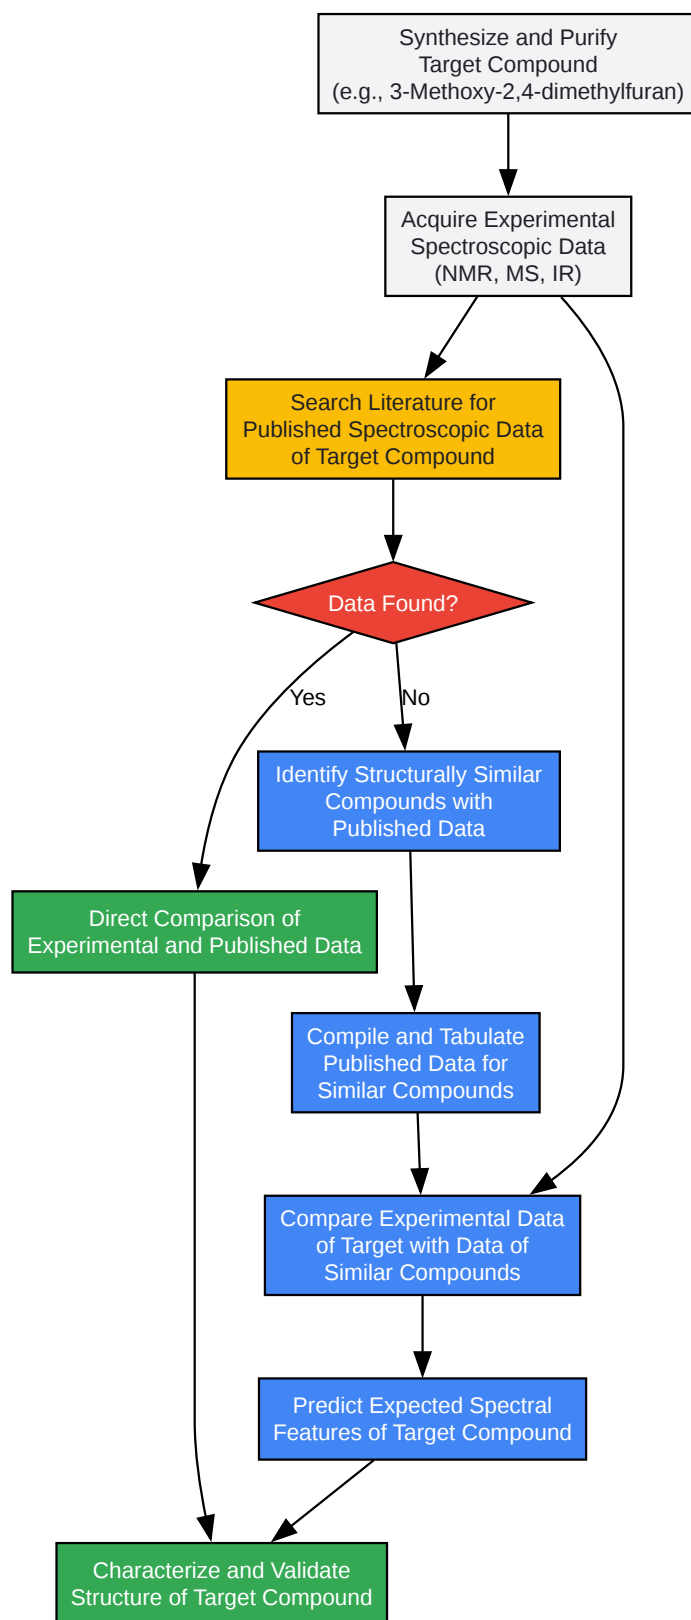 Synthesize and Purify
Target Compound
(e.g., 3-Methoxy-2,4-dimethylfuran)
Acquire Experimental
Spectroscopic Data
(NMR, MS, IR)
Search Literature for
Published Spectroscopic Data
of Target Compound
Data Found?
Yes
No
Identify Structurally Similar
Compounds with
Published Data
Direct Comparison of
Experimental and Published Data
Compile and Tabulate
Published Data for
Similar Compounds
Compare Experimental Data
of Target with Data of
Similar Compounds
Predict Expected Spectral
Features of Target Compound
Characterize and Validate
Structure of Target Compound